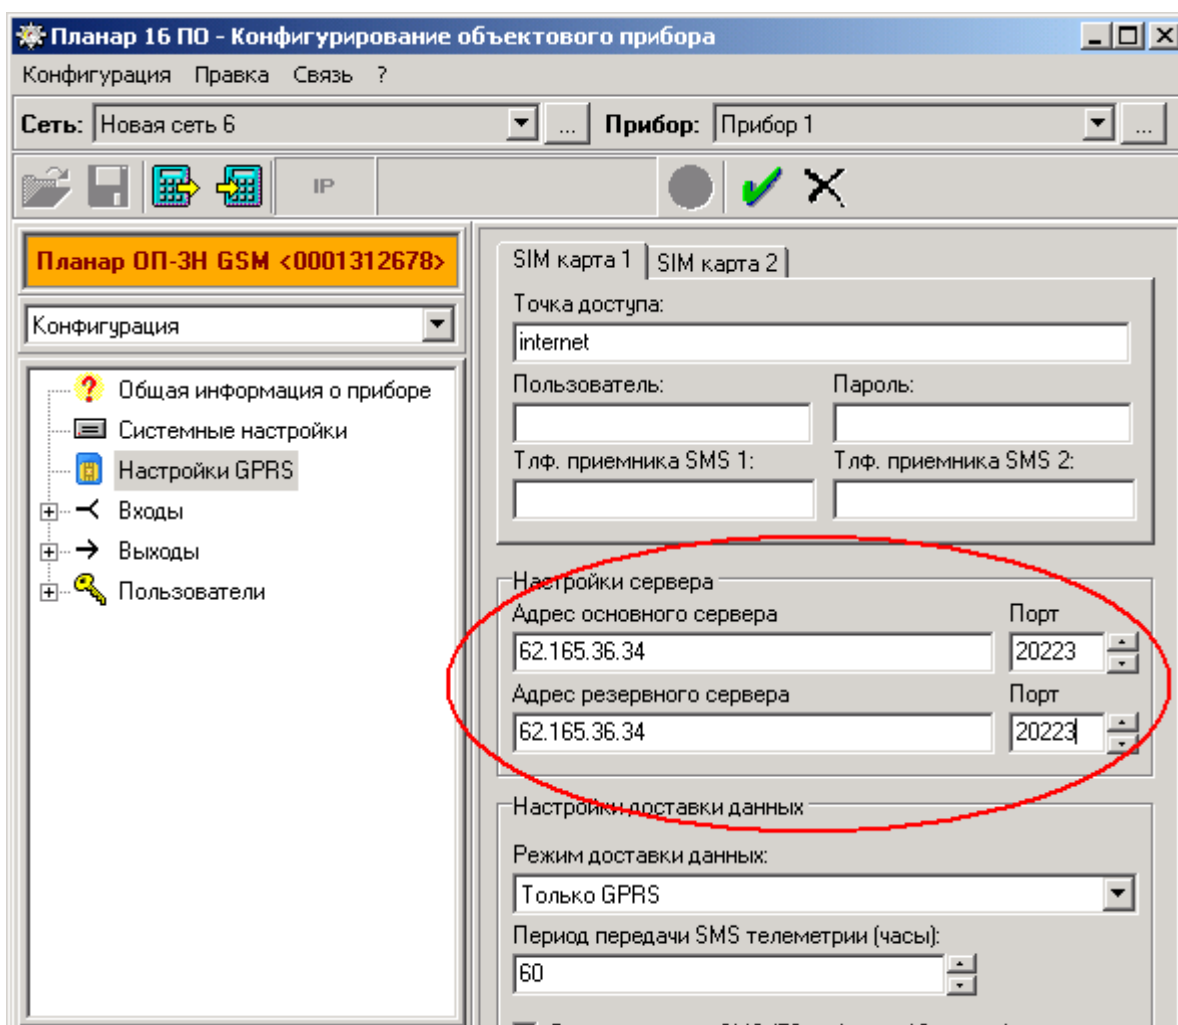 Планар 16 ПО - Конфигурирование объектового прибора
Конфигурация Правка Связь ?
Сеть: Новая сеть 6 ... Прибор: Прибор 1 ...
IP
Планар ОП-3Н GSM <0001312678>
Конфигурация
Общая информация о приборе
Системные настройки
Настройки GPRS
Входы
Выходы
Пользователи
SIM карта 1 SIM карта 2
Точка доступа:
internet
Пользователь: Пароль:
Тлф. приемника SMS 1: Тлф. приемника SMS 2:
Настройки сервера
Адрес основного сервера Порт
62.165.36.34 20223
Адрес резервного сервера Порт
62.165.36.34 20223
Настройки доставки данных
Режим доставки данных:
Только GPRS
Период передачи SMS телеметрии (часы):
60